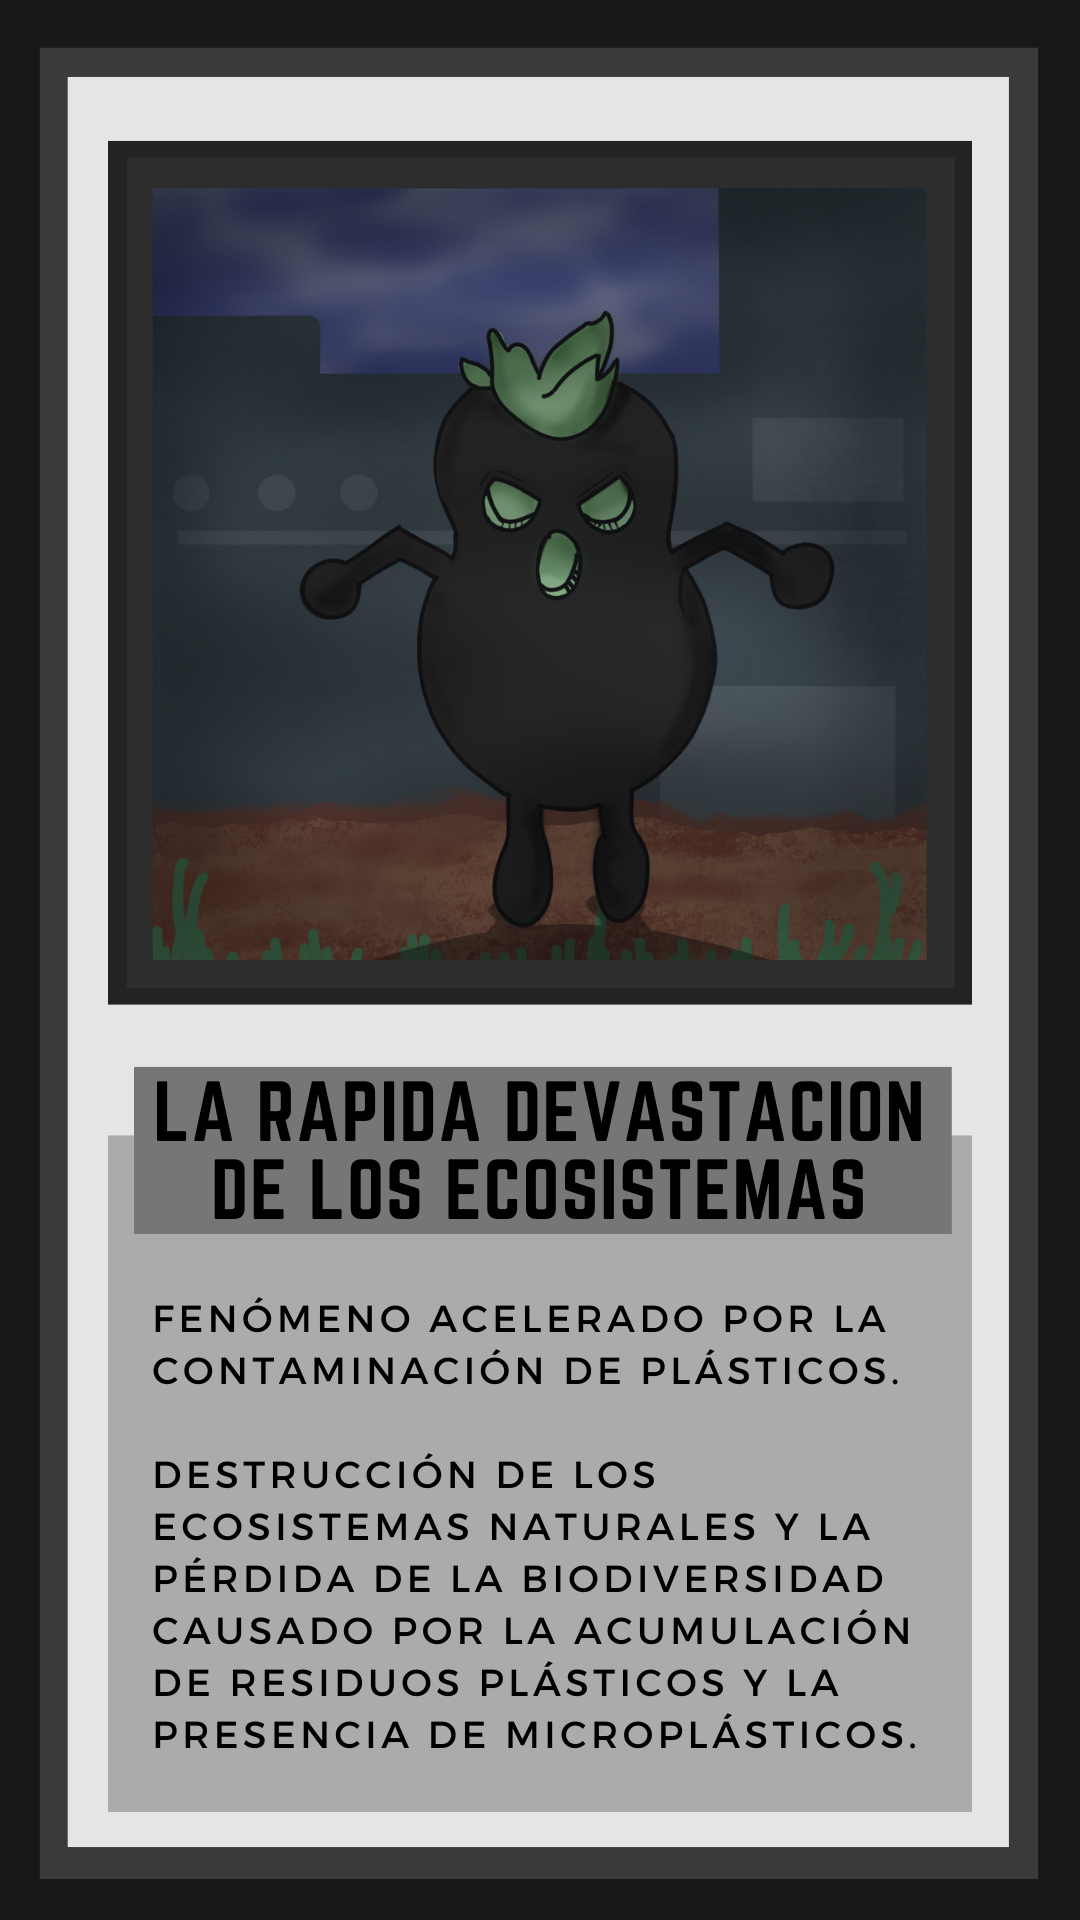 LA RAPIDA DEVASTACION
DE LOS ECOSISTEMAS
FENÓMENO ACELERADO POR LA
CONTAMINACIÓN DE PLÁSTICOS.
DESTRUCCIÓN DE LOS
ECOSISTEMAS NATURALES Y LA
PÉRDIDA DE LA BIODIVERSIDAD
CAUSADO POR LA ACUMULACIÓN
DE RESIDUOS PLÁSTICOS Y LA
PRESENCIA DE MICROPLÁSTICOS.